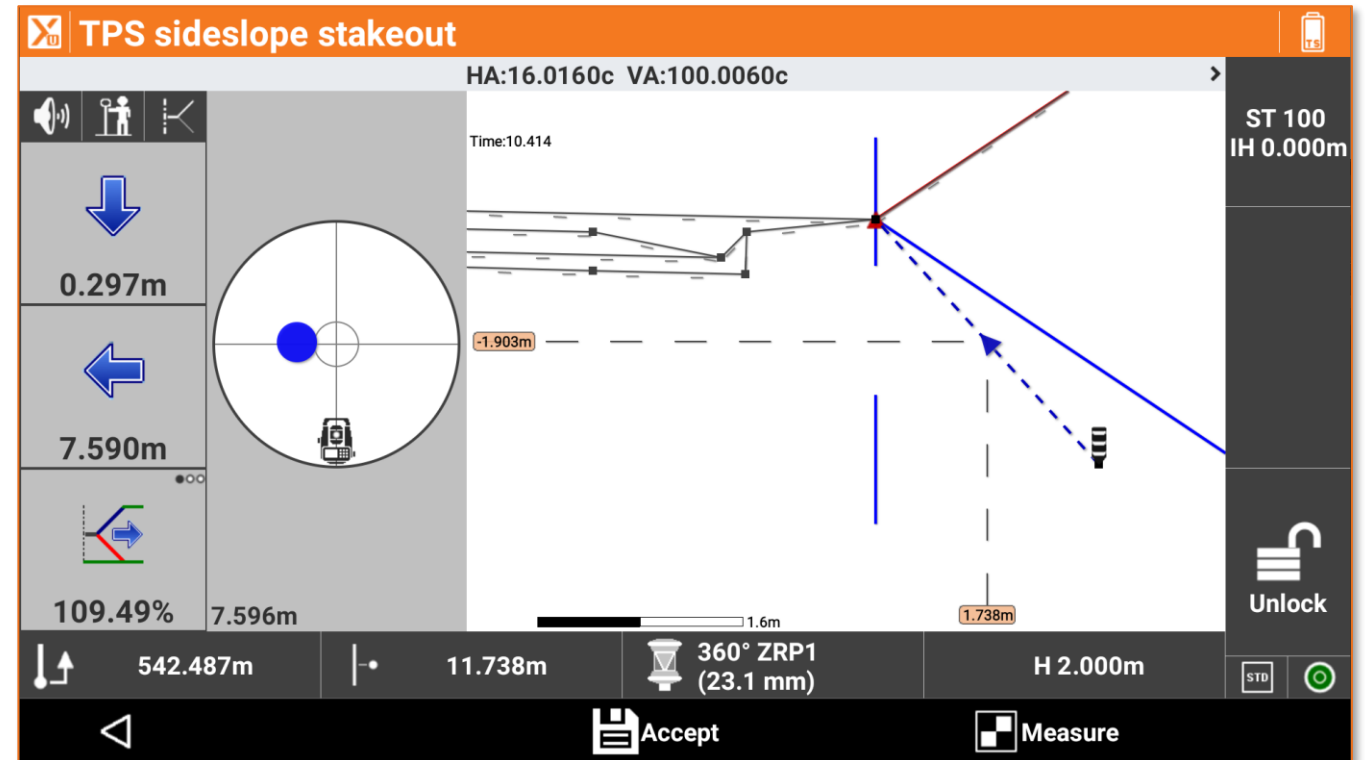 TPS sideslope stakeout
TS
HA:16.0160c VA:100.0060c
ST 100
IH 0.000m
Time:10.414
0.297m
-1.903m
7.590m
109.49%
7.596m
1.6m
1.738m
Unlock
542.487m
11.738m
360° ZRP1
(23.1 mm)
H 2.000m
STD
Accept
Measure